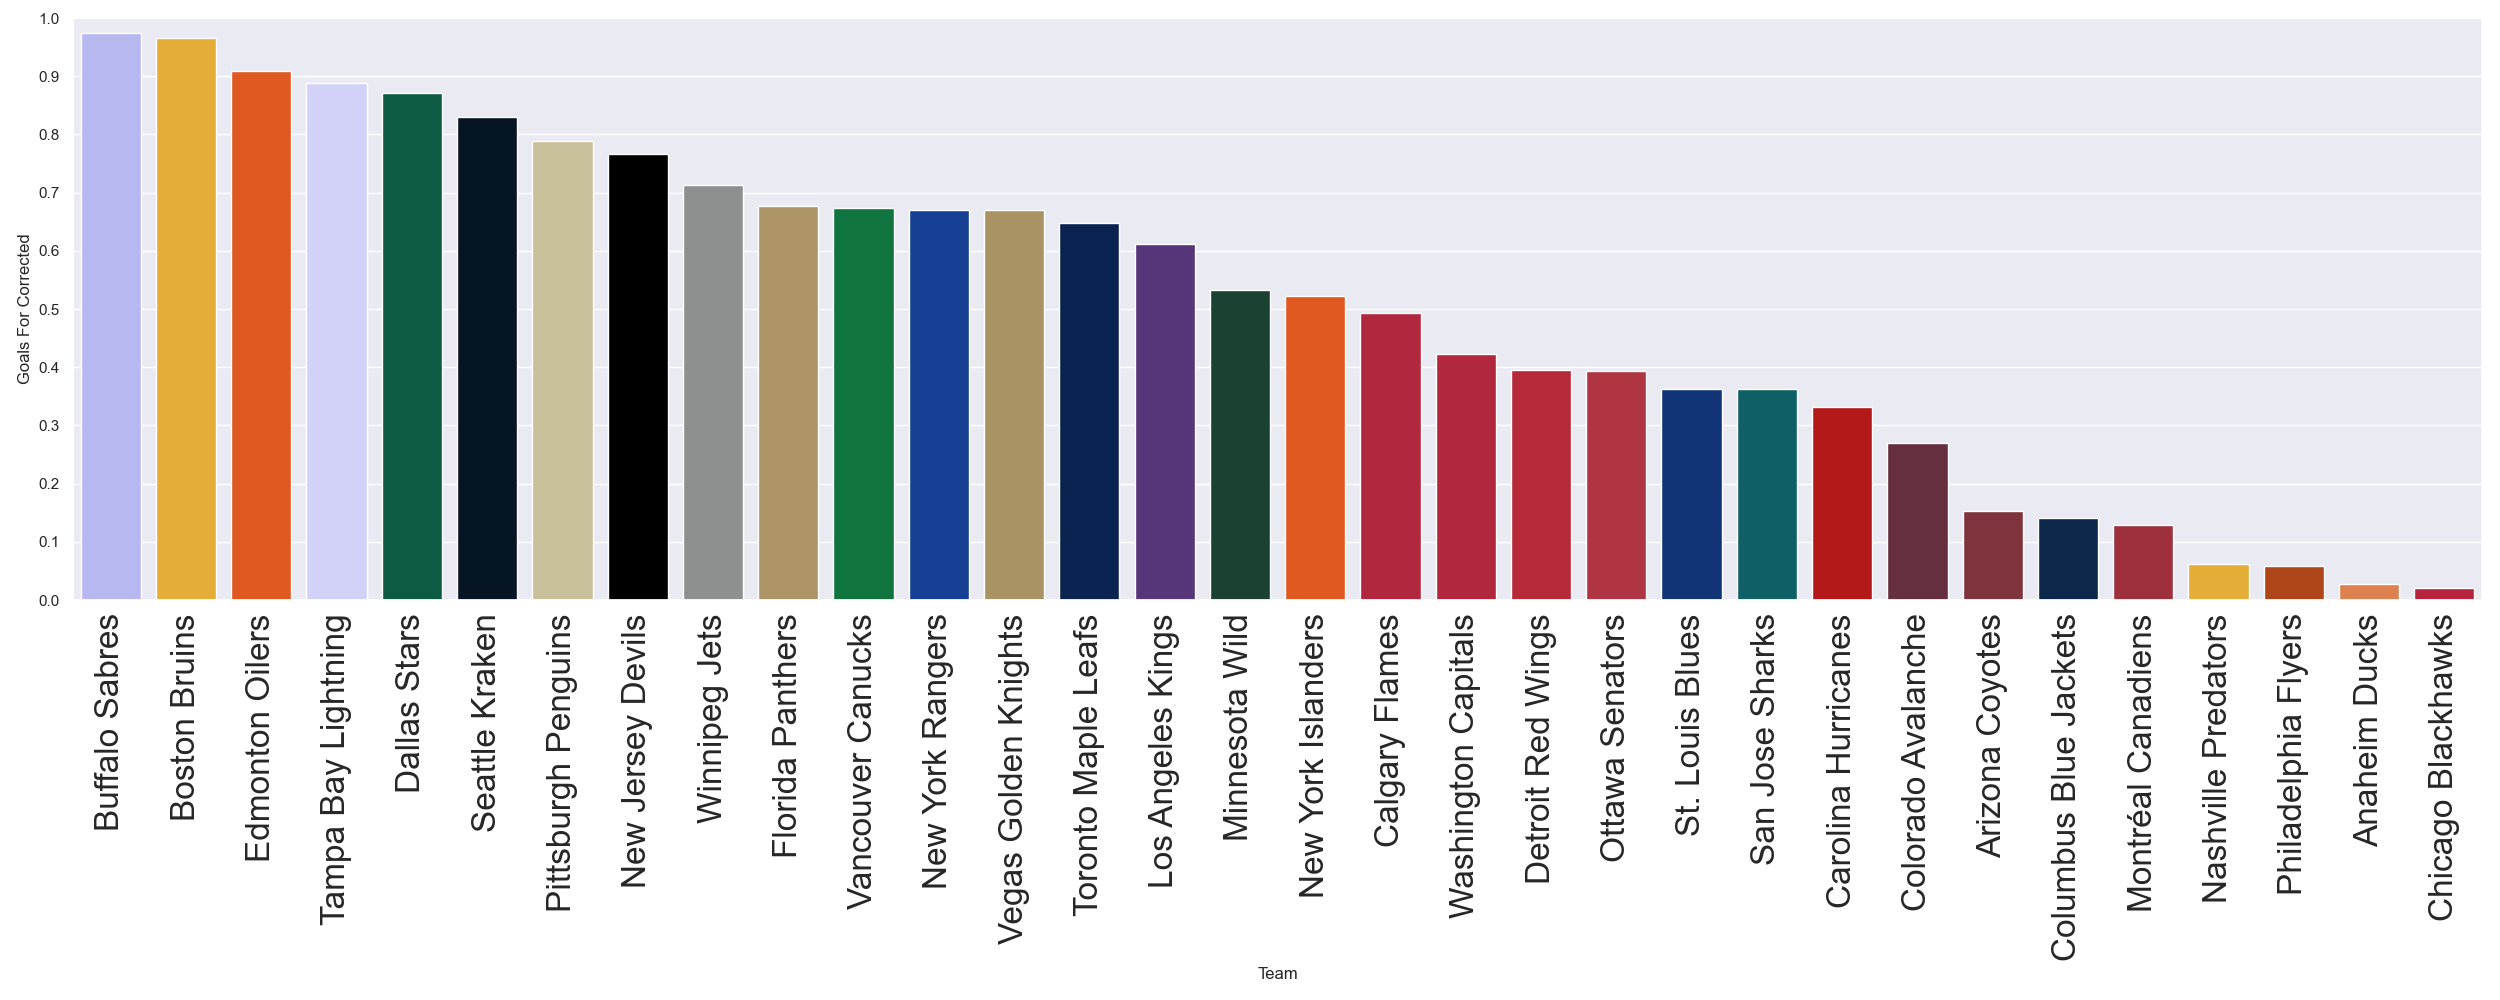 1.0
0.9
0.8
0.7
0.6
0.5
0.4
0.3
0.2
0.1
0.0
Goals For Corrected
Buffalo Sabres
Boston Bruins
Edmonton Oilers
Tampa Bay Lightning
Dallas Stars
Seattle Kraken
Pittsburgh Penguins
New Jersey Devils
Winnipeg Jets
Florida Panthers
Vancouver Canucks
New York Rangers
Vegas Golden Knights
Toronto Maple Leafs
Los Angeles Kings
Minnesota Wild
New York Islanders
Calgary Flames
Washington Capitals
Detroit Red Wings
Ottawa Senators
St. Louis Blues
San Jose Sharks
Carolina Hurricanes
Colorado Avalanche
Arizona Coyotes
Columbus Blue Jackets
Montréal Canadiens
Nashville Predators
Philadelphia Flyers
Anaheim Ducks
Chicago Blackhawks
Team